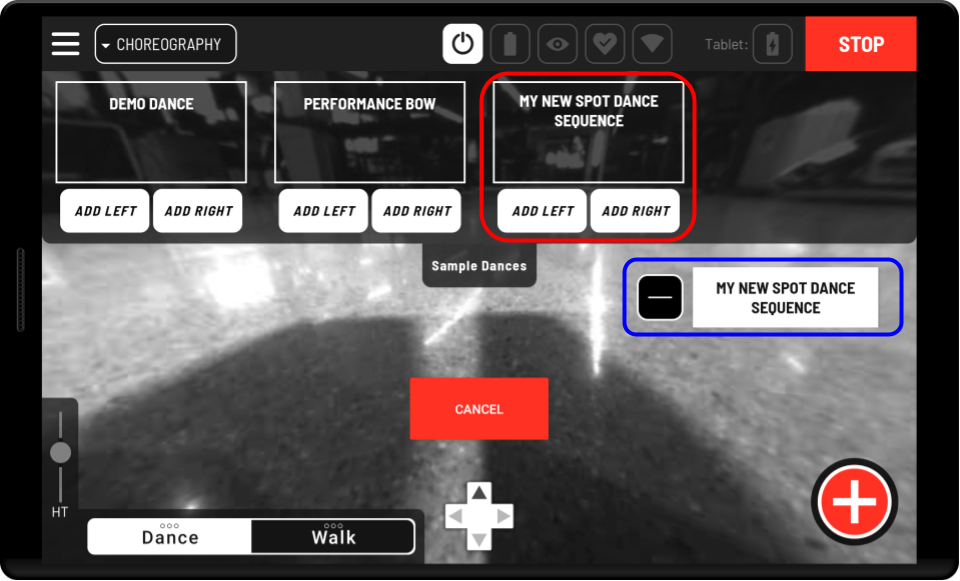 CHOREOGRAPHY
Tablet:
STOP
DEMO DANCE
PERFORMANCE BOW
MY NEW SPOT DANCE
SEQUENCE
ADD LEFT
ADD RIGHT
ADD LEFT
ADD RIGHT
ADD LEFT
ADD RIGHT
Sample Dances
MY NEW SPOT DANCE
SEQUENCE
CANCEL
HT
Dance
Walk